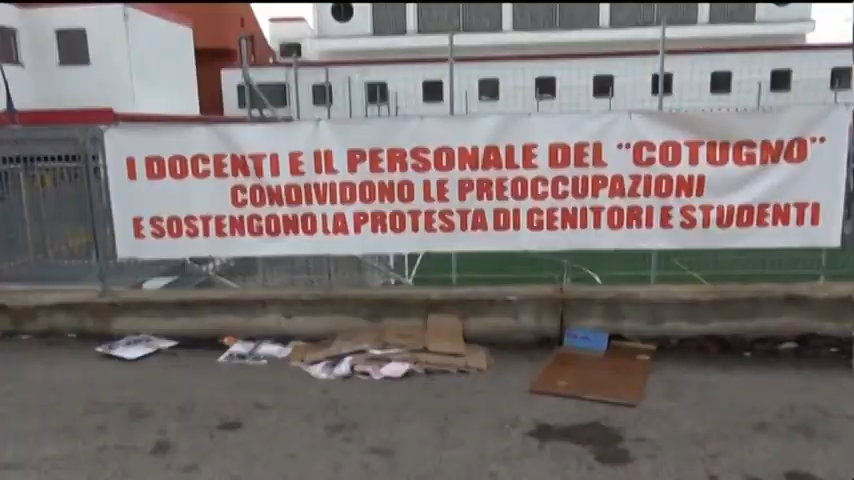 I DOCENTI E IL PERSONALE DEL "COTUGNO"
CONDIVIDONO LE PREOCCUPAZIONI
E SOSTENGONO LA PROTESTA DI GENITORI E STUDENTI